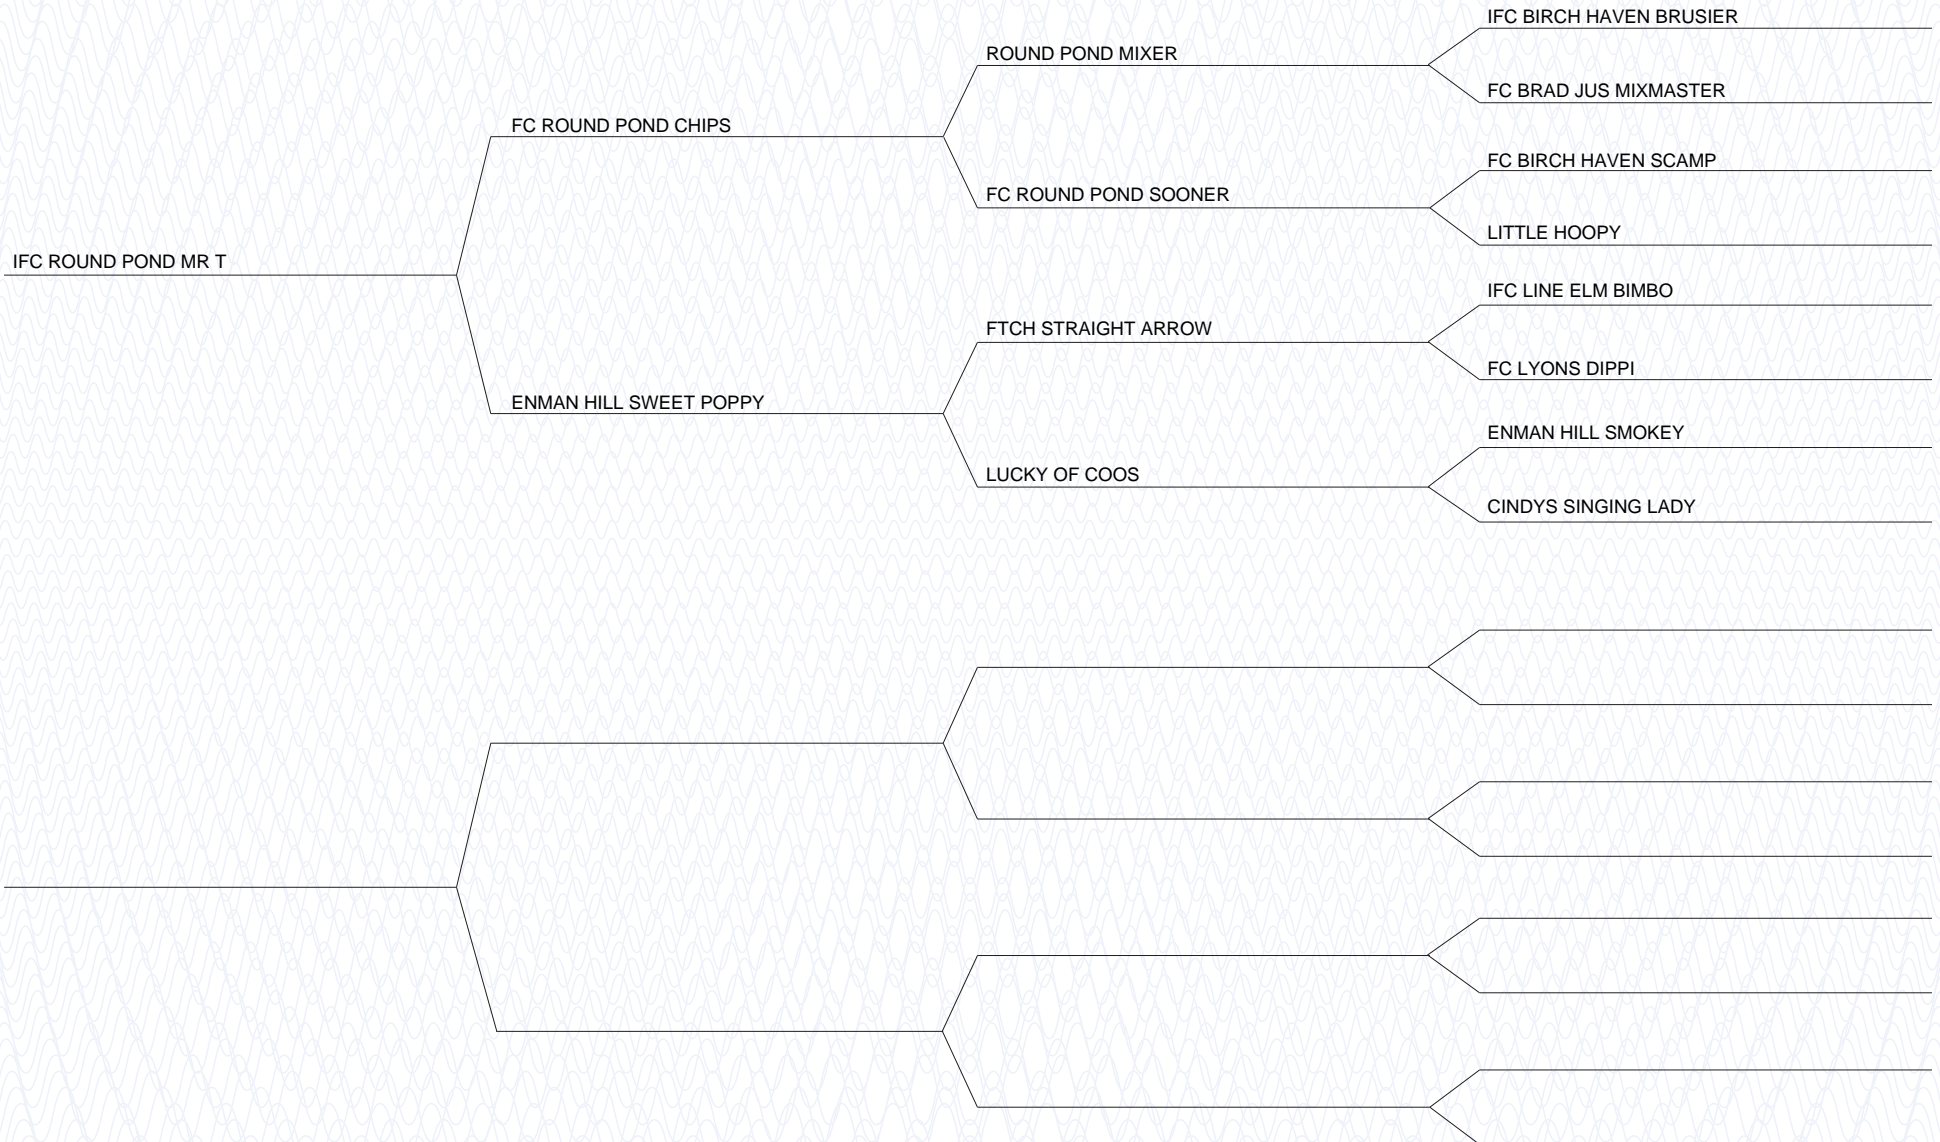 IFC BIRCH HAVEN BRUSIER
ROUND POND MIXER
FC BRAD JUS MIXMASTER
FC ROUND POND CHIPS
FC BIRCH HAVEN SCAMP
FC ROUND POND SOONER
LITTLE HOOPY
IFC ROUND POND MR T
IFC LINE ELM BIMBO
FTCH STRAIGHT ARROW
FC LYONS DIPPI
ENMAN HILL SWEET POPPY
ENMAN HILL SMOKEY
LUCKY OF COOS
CINDYS SINGING LADY